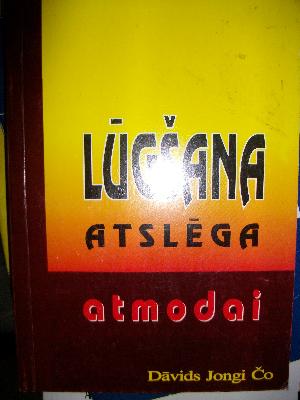 LŪGŠANA
ATSLĒGA
atmodai
Dāvids Jongi Čo